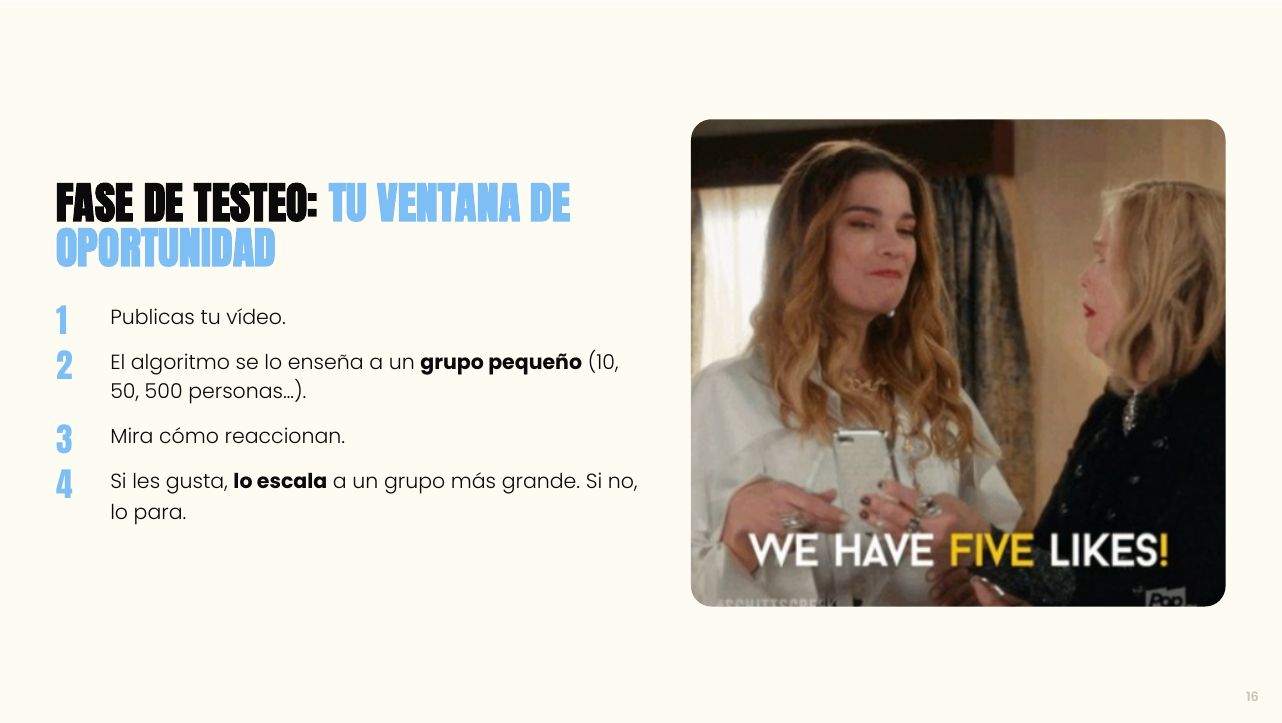 FASE DE TESTEO: TU VENTANA DE
OPORTUNIDAD
1 Publicas tu vídeo.
2 El algoritmo se lo enseña a un grupo pequeño (10,
50, 500 personas...).
3 Mira cómo reaccionan.
4 Si les gusta, lo escala a un grupo más grande. Si no,
lo para.
WE HAVE FIVE LIKES!
#SCHITTSCREEK
Pop
16